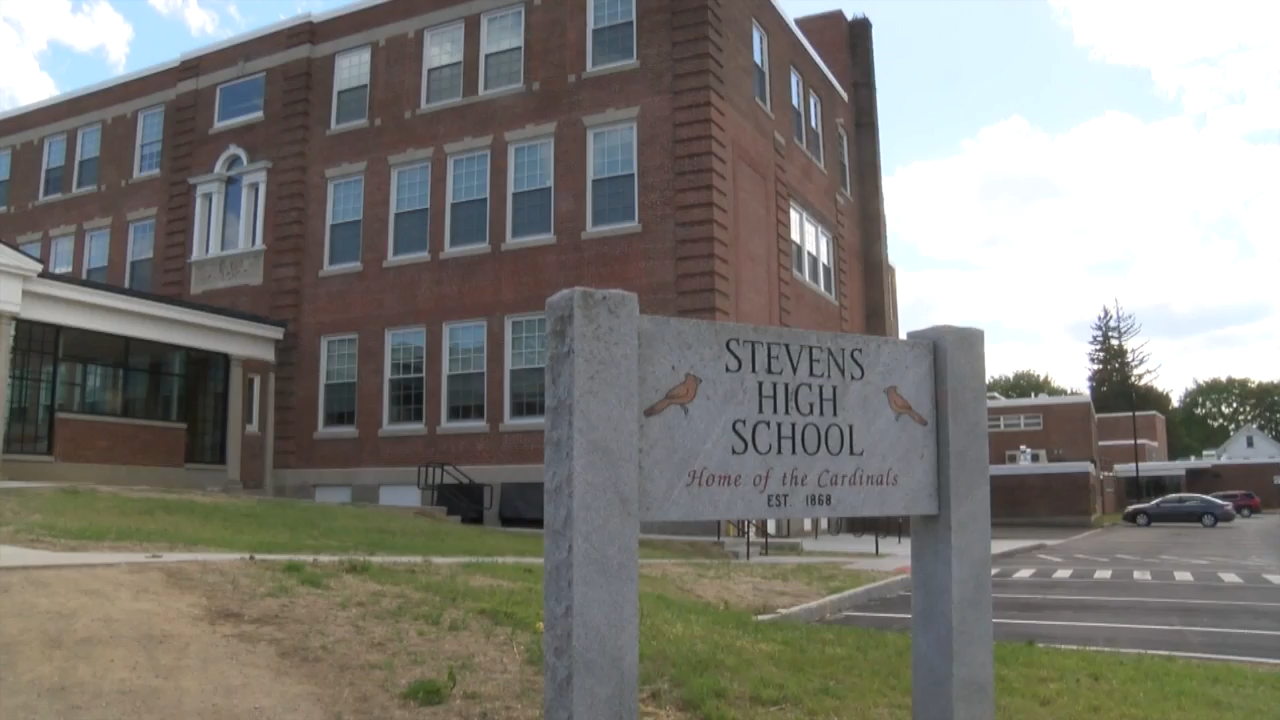 STEVENS
HIGH
SCHOOL
Home of the Cardinals
EST. 1868